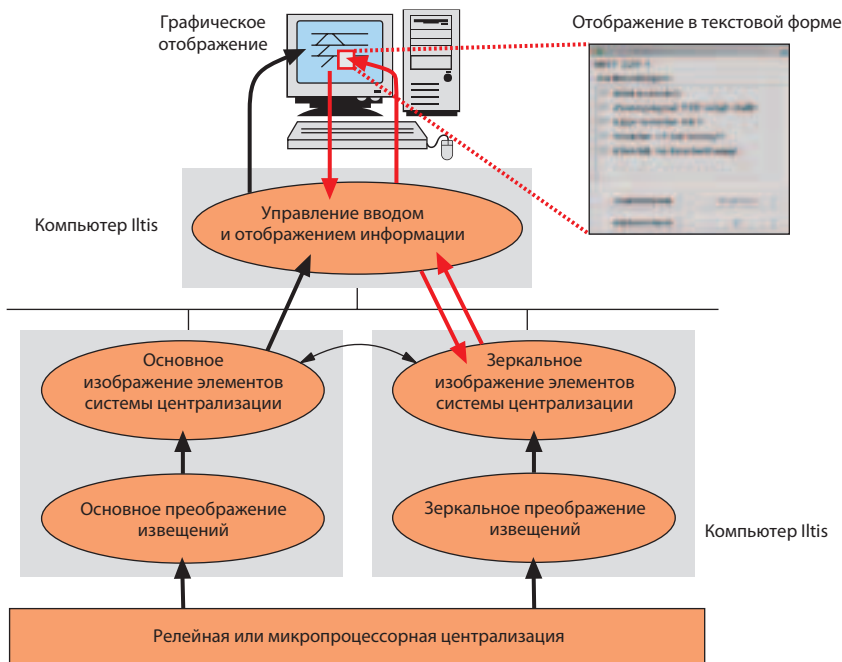 Графическое
отображение
Отображение в текстовой форме
Компьютер Iltis
Управление вводом
и отображением информации
Основное
изображение элементов
системы централизации
Зеркальное
изображение элементов
системы централизации
Основное преображение
извещений
Зеркальное преображение
извещений
Компьютер Iltis
Релейная или микропроцессорная централизация